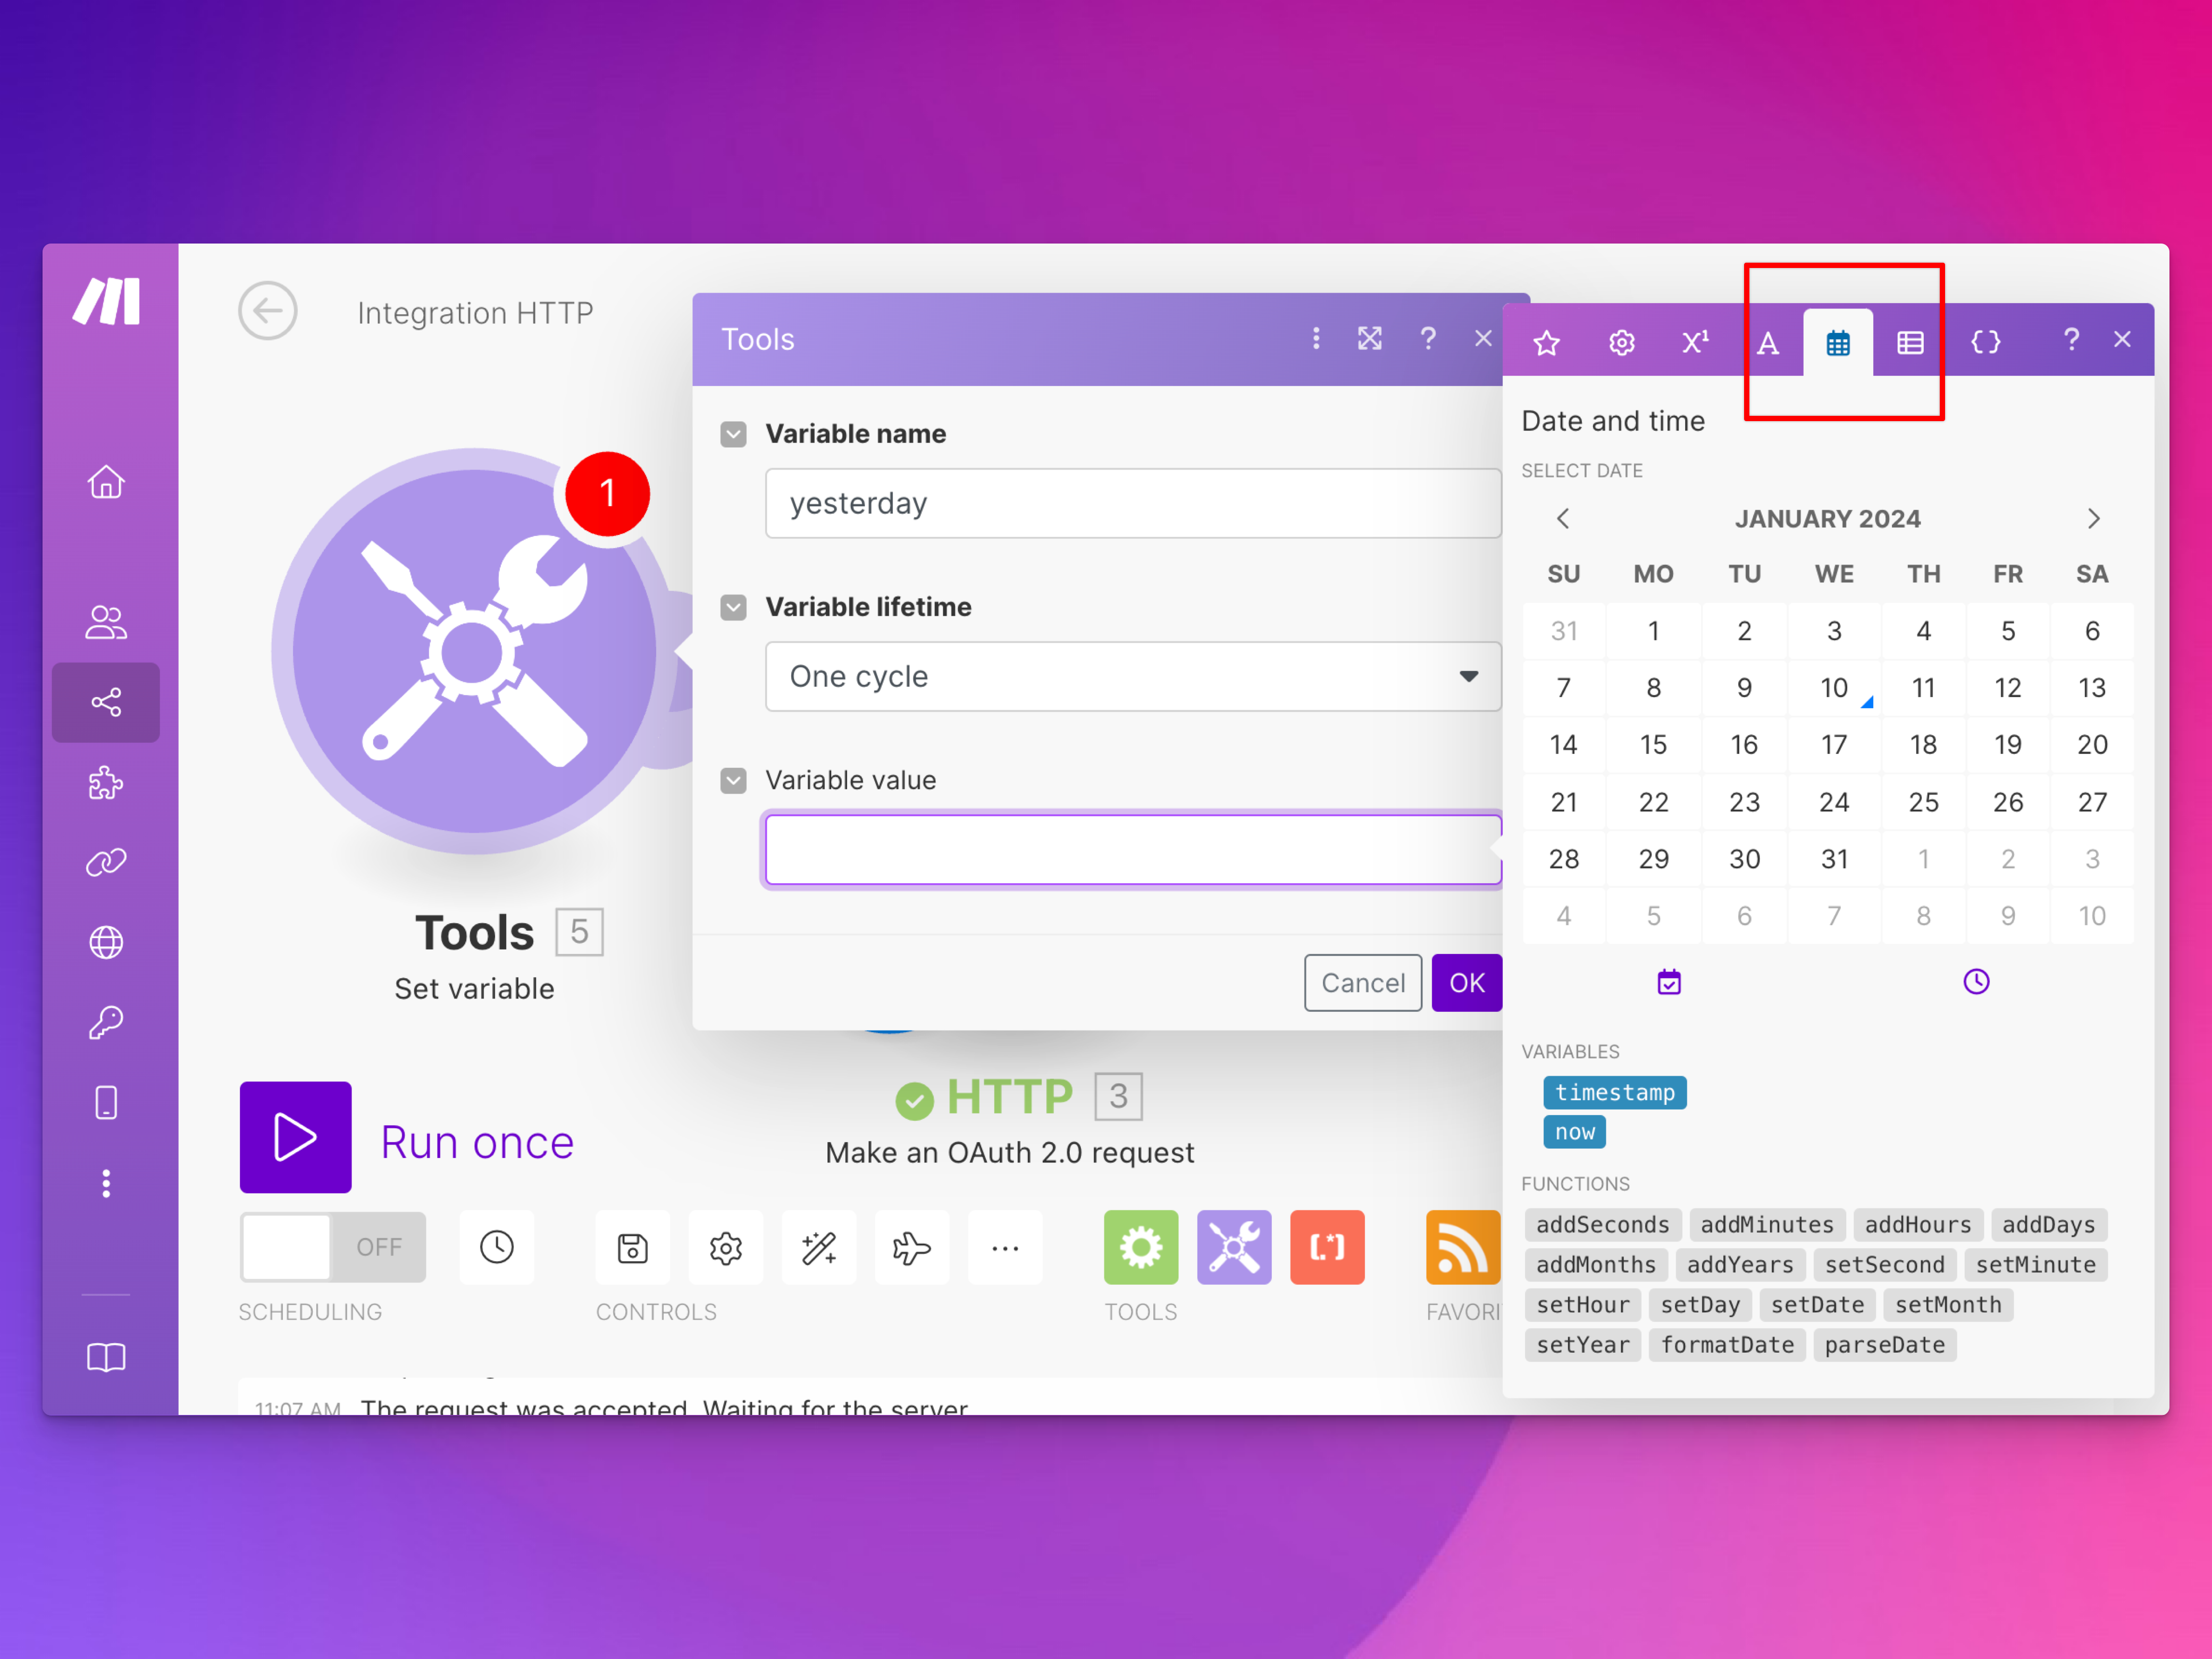 Integration HTTP
1
Tools 5
Set variable
Run once
OFF
SCHEDULING
CONTROLS
TOOLS
FAVORI
HTTP 3
Make an OAuth 2.0 request
11:07 AM The request was accepted. Waiting for the server
Tools
?
Variable name
yesterday
Variable lifetime
One cycle
Variable value
Cancel
OK
X¹ A {} ?
Date and time
SELECT DATE
JANUARY 2024
SU MO TU WE TH FR SA
31 1 2 3 4 5 6
7 8 9 10 11 12 13
14 15 16 17 18 19 20
21 22 23 24 25 26 27
28 29 30 31 1 2 3
4 5 6 7 8 9 10
VARIABLES
timestamp
now
FUNCTIONS
addSeconds addMinutes addHours addDays
addMonths addYears setSecond setMinute
setHour setDay setDate setMonth
setYear formatDate parseDate